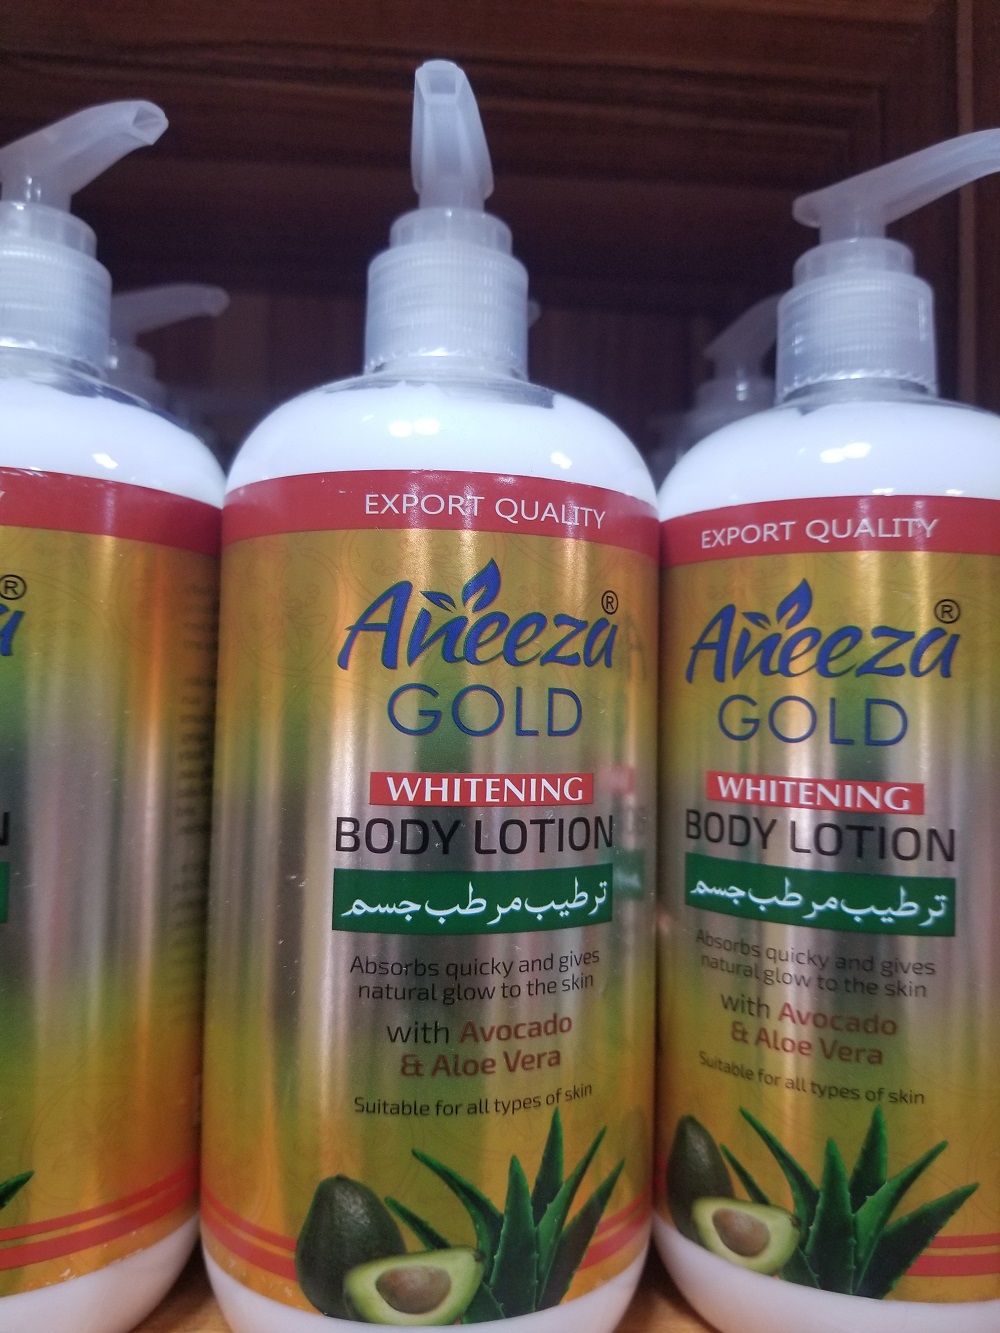 EXPORT QUALITY
Aneeza®
GOLD
WHITENING
BODY LOTION
ترطيب مرطب جسم
Absorbs quicky and gives
natural glow to the skin
with Avocado
& Aloe Vera
Suitable for all types of skin
EXPORT QUALITY
Aneeza®
GOLD
WHITENING
BODY LOTION
ترطيب مرطب جسم
Absorbs quicky and gives
natural glow to the skin
with Avocado
& Aloe Vera
Suitable for all types of skin